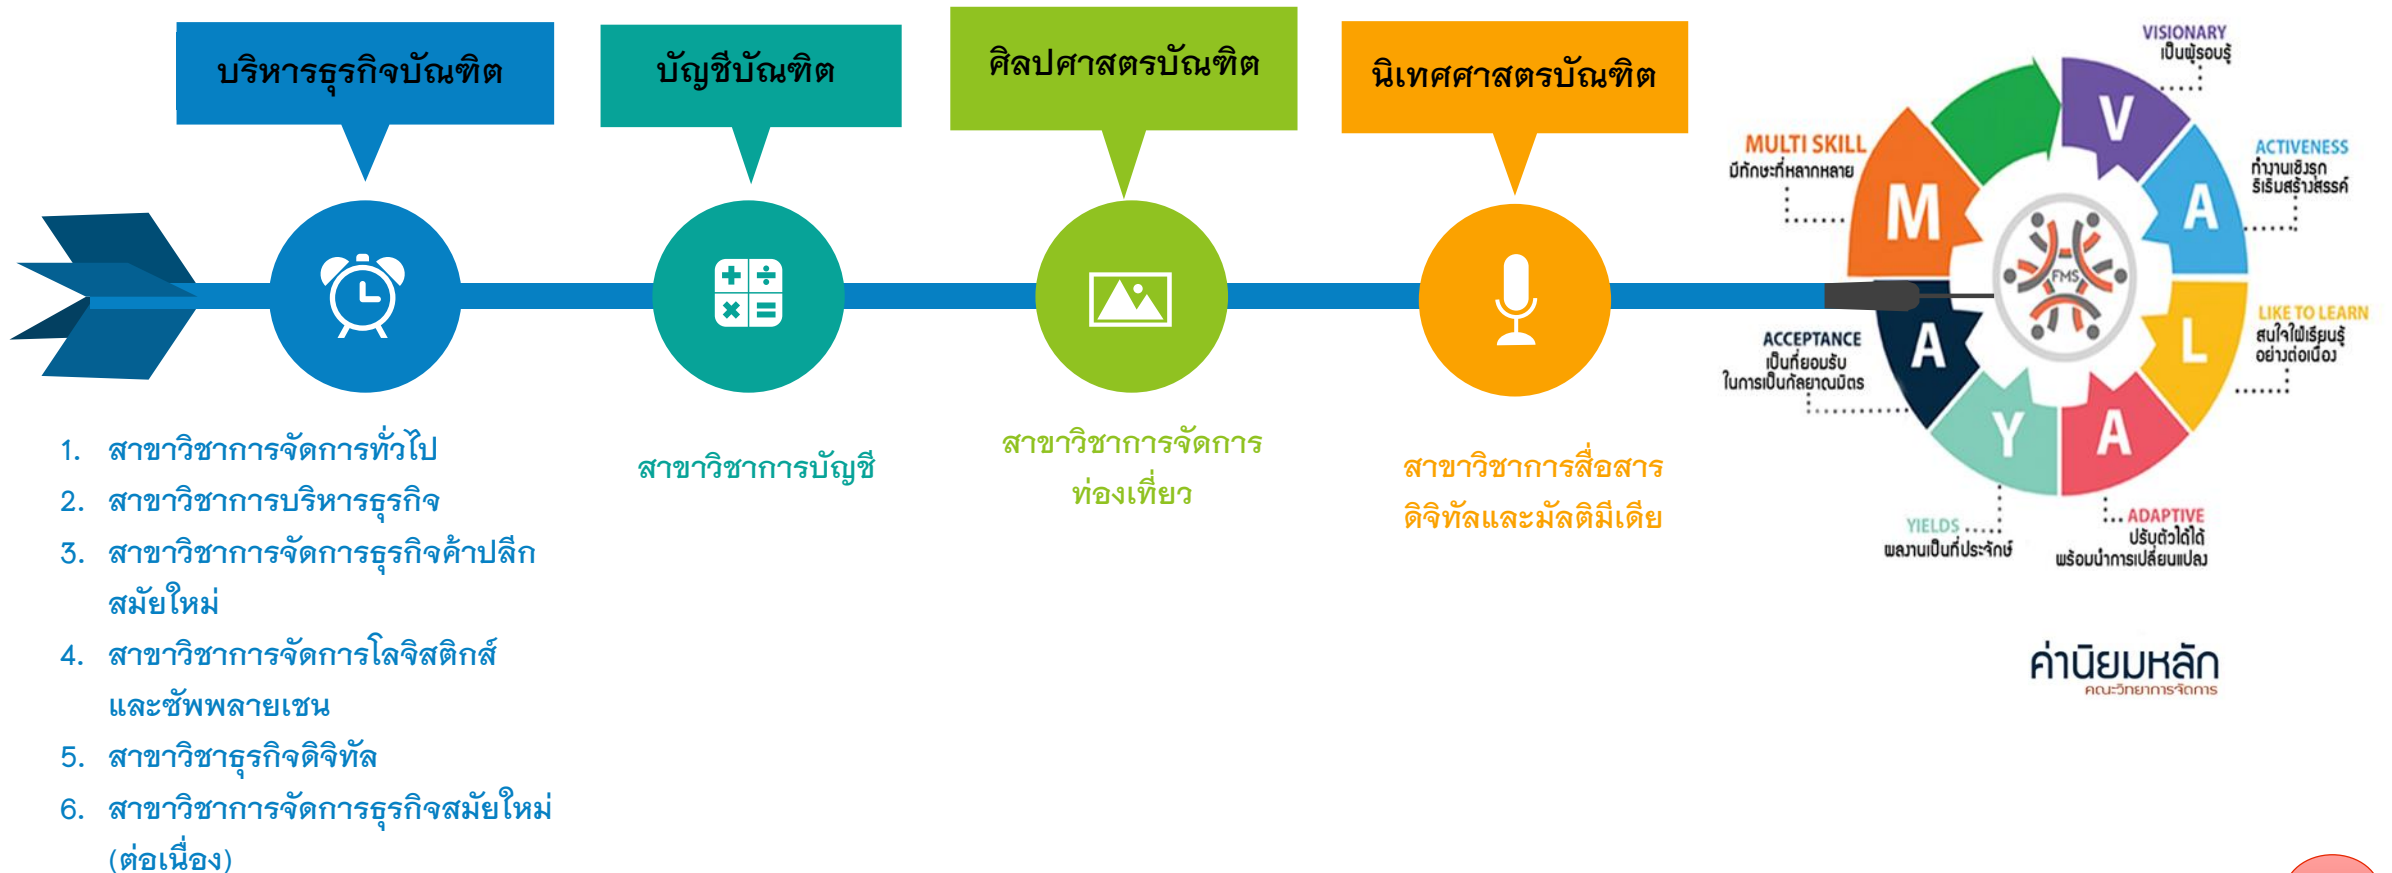 บริหารธุรกิจบัณฑิต
บัญชีบัณฑิต
ศิลปศาสตรบัณฑิต
นิเทศศาสตรบัณฑิต
1. สาขาวิชาการจัดการทั่วไป
2. สาขาวิชาการบริหารธุรกิจ
3. สาขาวิชาการจัดการธุรกิจค้าปลีก
สมัยใหม่
4. สาขาวิชาการจัดการโลจิสติกส์
และซัพพลายเชน
5. สาขาวิชาธุรกิจดิจิทัล
6. สาขาวิชาการจัดการธุรกิจสมัยใหม่
(ต่อเนื่อง)
สาขาวิชาการบัญชี
สาขาวิชาการจัดการ
ท่องเที่ยว
สาขาวิชาการสื่อสาร
ดิจิทัลและมัลติมีเดีย
VISIONARY
เป็นผู้รอบรู้
V
ACTIVENESS
ทำงานเชิงรุก
ริเริ่มสร้างสรรค์
A
LIKE TO LEARN
สนใจใฝ่เรียนรู้
อย่างต่อเนื่อง
L
ADAPTIVE
ปรับตัวได้ได้
พร้อมนำการเปลี่ยนแปลง
A
YIELDS
ผลงานเป็นที่ประจักษ์
Y
ACCEPTANCE
เป็นที่ยอมรับ
ในการเป็นกัลยาณมิตร
A
MULTI SKILL
มีทักษะที่หลากหลาย
M
FMS
ค่านิยมหลัก
คณะวิทยาการจัดการ